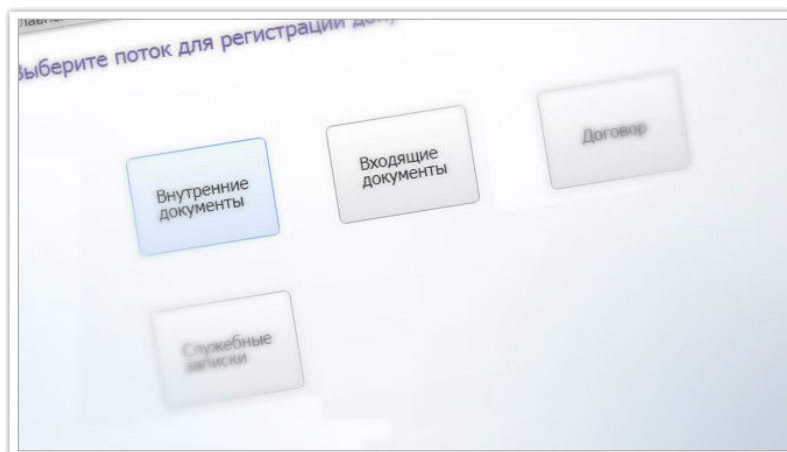 Выберите поток для регистрации
Внутренние
документы
Входящие
документы
Договор
Служебные
записки